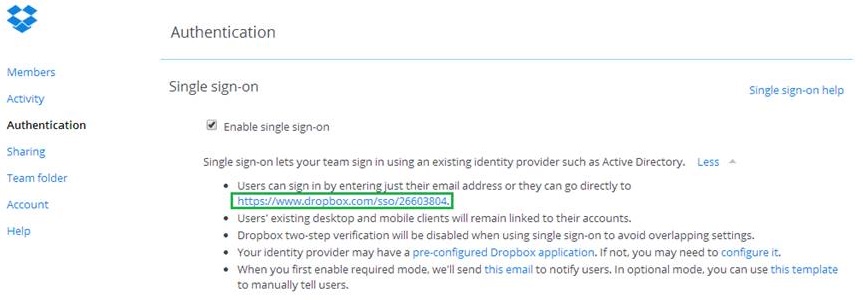 Authentication
Members
Activity
Authentication
Sharing
Team folder
Account
Help
Single sign-on
Single sign-on help
Enable single sign-on
Single sign-on lets your team sign in using an existing identity provider such as Active Directory. Less
• Users can sign in by entering just their email address or they can go directly to
https://www.dropbox.com/sso/26603804.
• Users' existing desktop and mobile clients will remain linked to their accounts.
• Dropbox two-step verification will be disabled when using single sign-on to avoid overlapping settings.
• Your identity provider may have a pre-configured Dropbox application. If not, you may need to configure it.
• When you first enable required mode, we'll send this email to notify users. In optional mode, you can use this template
to manually tell users.